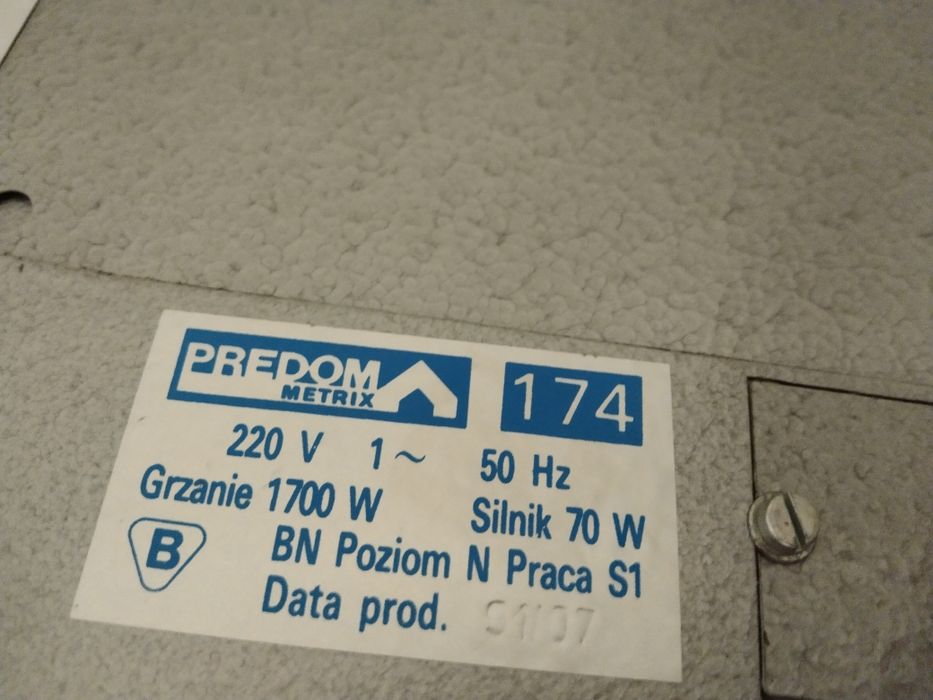 PREDOM
METRIX
174
220 V 1~ 50 Hz
Grzanie 1700 W Silnik 70 W
B BN Poziom N Praca S1
Data prod.